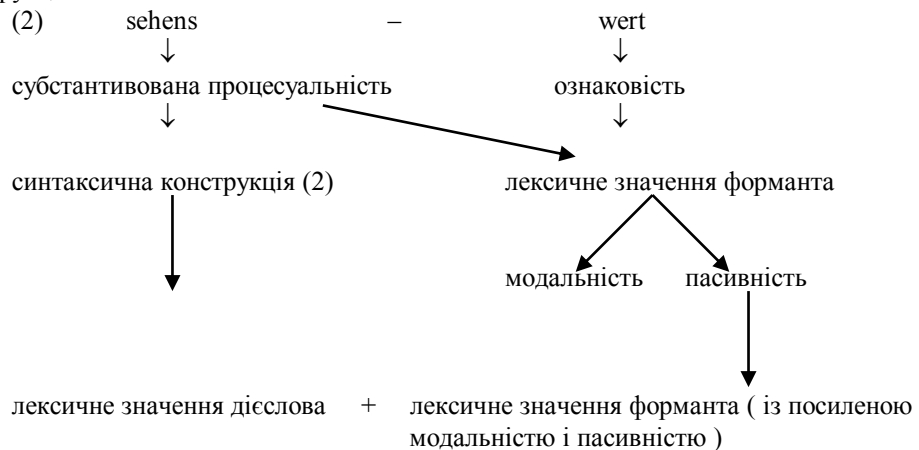 (2) sehens – wert
субстантивована процесуальність ознаковість
синтаксична конструкція (2) лексичне значення форманта
модальність пасивність
лексичне значення дієслова + лексичне значення форманта ( із посиленою
модальністю і пасивністю )